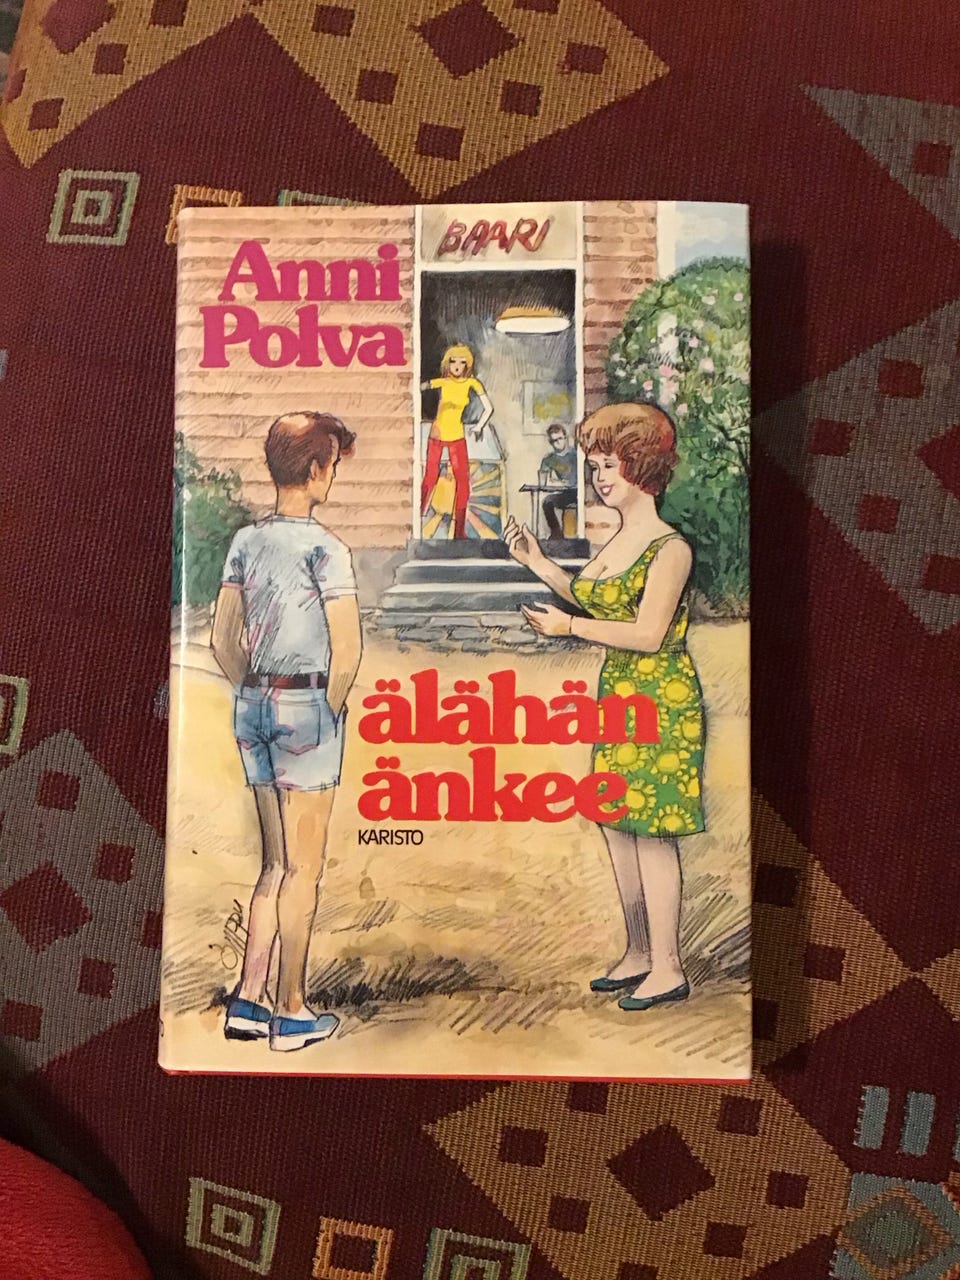 BAARI
Anni
Polva
älähän
änkee
KARISTO